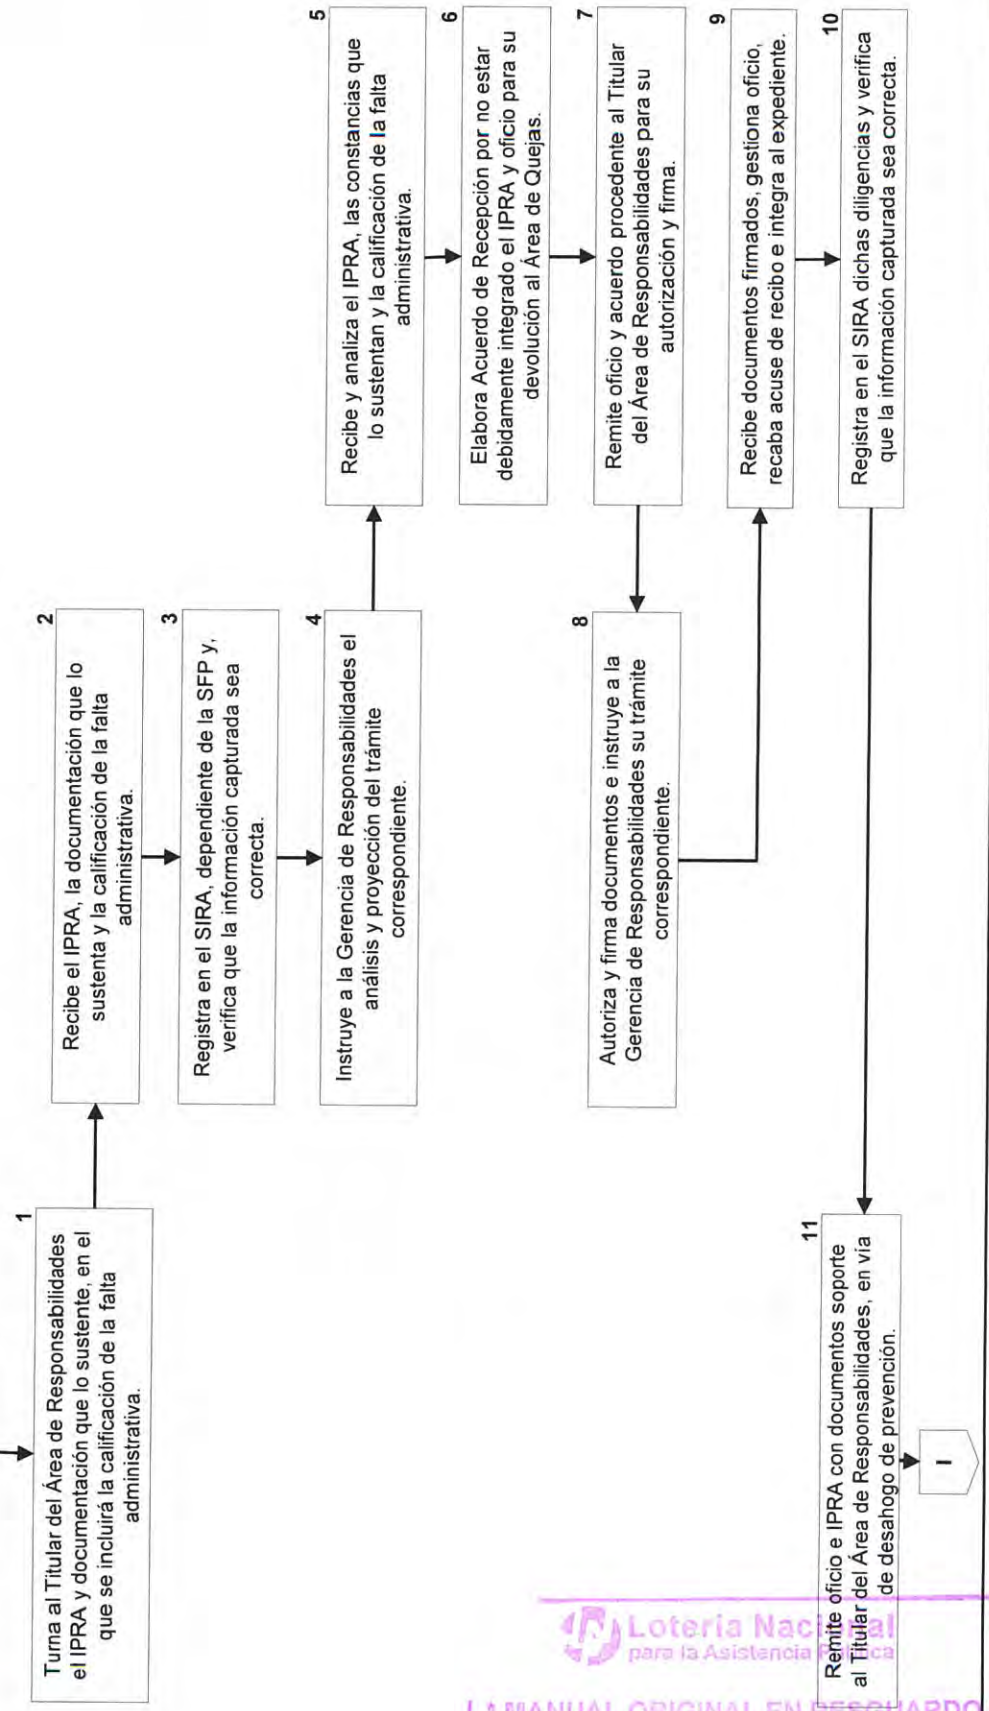 1
Turna al Titular del Área de Responsabilidades
el IPRA y documentación que lo sustente, en el
que se incluirá la calificación de la falta
administrativa.
2
Recibe el IPRA, la documentación que lo
sustenta y la calificación de la falta
administrativa.
3
Registra en el SIRA, dependiente de la SFP y,
verifica que la información capturada sea
correcta.
4
Instruye a la Gerencia de Responsabilidades el
análisis y proyección del trámite
correspondiente.
5
Recibe y analiza el IPRA, las constancias que
lo sustentan y la calificación de la falta
administrativa.
6
Elabora Acuerdo de Recepción por no estar
debidamente integrado el IPRA y oficio para su
devolución al Área de Quejas.
7
Remite oficio y acuerdo procedente al Titular
del Área de Responsabilidades para su
autorización y firma.
8
Autoriza y firma documentos e instruye a la
Gerencia de Responsabilidades su trámite
correspondiente.
9
Recibe documentos firmados, gestiona oficio,
recaba acuse de recibo e integra al expediente.
10
Registra en el SIRA dichas diligencias y verifica
que la información capturada sea correcta.
11
Remite oficio e IPRA con documentos soporte
al Titular del Área de Responsabilidades, en vía
de desahogo de prevención.
I
Lotería Nacional
para la Asistencia Pública
MANUAL ORIGINAL EN RESGUARDO